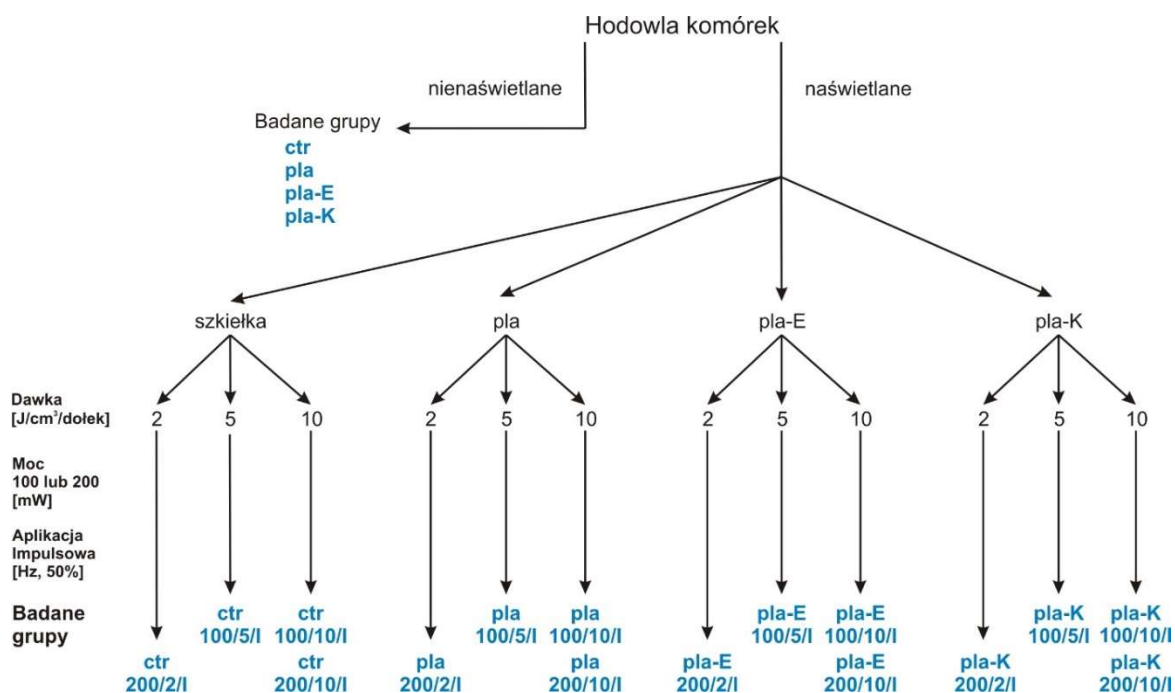 Hodowla komórek
nienaświetlane
naświetlane
Badane grupy
ctr
pla
pla-E
pla-K
szkiełka
pla
pla-E
pla-K
Dawka
[J/cm³/dołek]
2 5 10 2 5 10 2 5 10 2 5 10
Moc
100 lub 200
[mW]
Aplikacja
Impulsowa
[Hz, 50%]
Badane
grupy
ctr
100/5/I
ctr
100/10/I
pla
100/5/I
pla
100/10/I
pla-E
100/5/I
pla-E
100/10/I
pla-K
100/5/I
pla-K
100/10/I
ctr
200/2/I
ctr
200/10/I
pla
200/2/I
pla
200/10/I
pla-E
200/2/I
pla-E
200/10/I
pla-K
200/2/I
pla-K
200/10/I